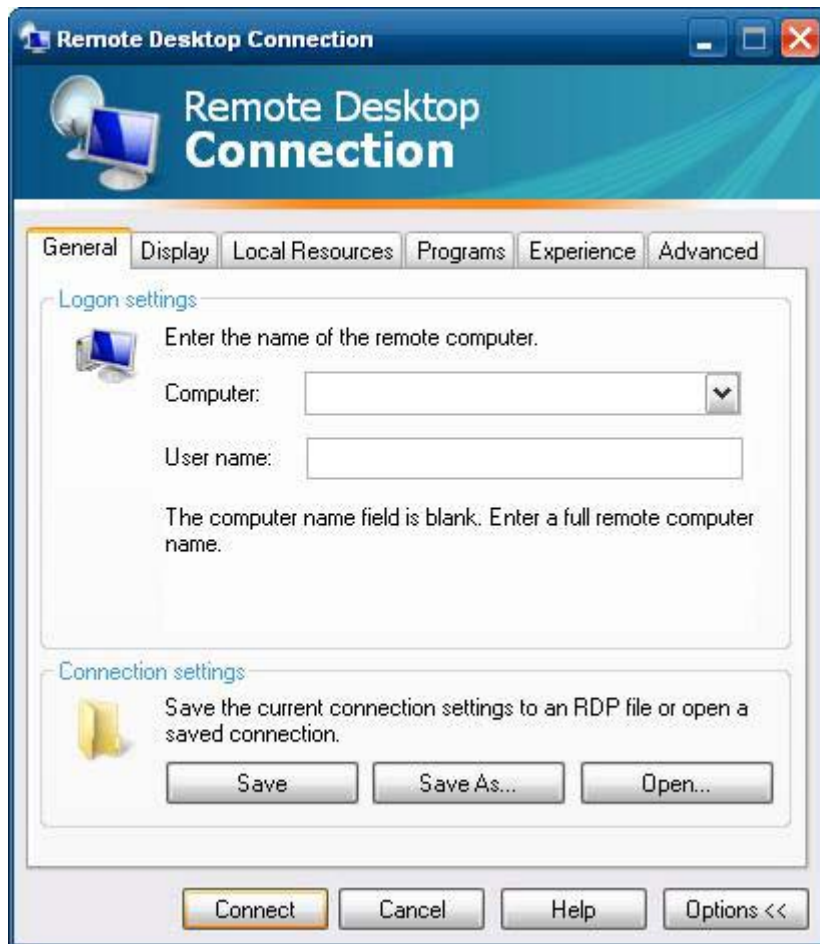 Remote Desktop Connection
Remote Desktop
Connection
General Display Local Resources Programs Experience Advanced
Logon settings
Enter the name of the remote computer.
Computer:
User name:
The computer name field is blank. Enter a full remote computer
name.
Connection settings
Save the current connection settings to an RDP file or open a
saved connection.
Save Save As... Open...
Connect Cancel Help Options <<